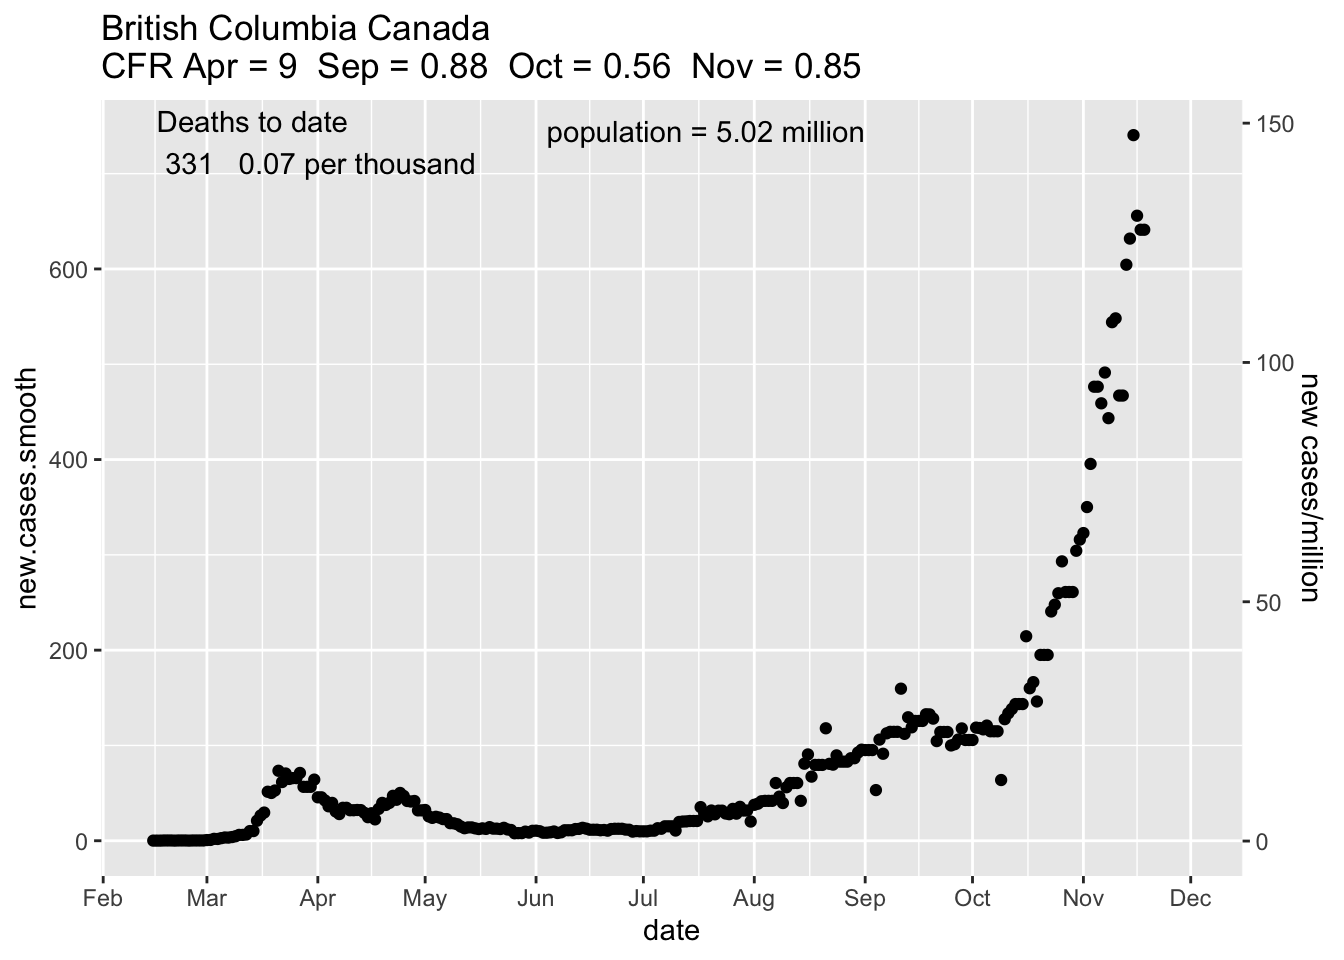 British Columbia Canada
CFR Apr = 9  Sep = 0.88  Oct = 0.56  Nov = 0.85
Deaths to date
331   0.07 per thousand
population = 5.02 million
new.cases.smooth
600
400
200
0
150
100
50
0
new cases/million
Feb Mar Apr May Jun Jul Aug Sep Oct Nov Dec
date